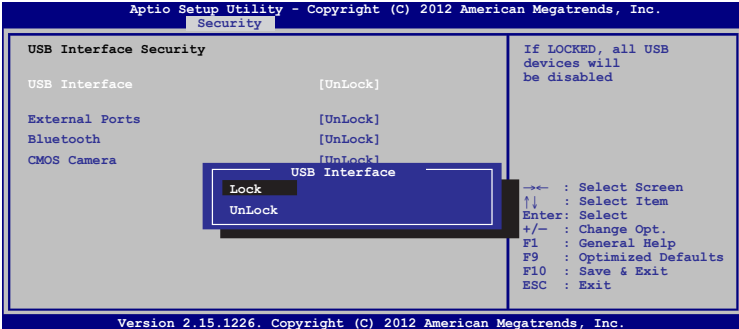 Aptio Setup Utility - Copyright (C) 2012 American Megatrends, Inc.
Security
USB Interface Security
USB Interface [UnLock]
External Ports [UnLock]
Bluetooth [UnLock]
CMOS Camera [UnLock]
USB Interface
Lock
UnLock
If LOCKED, all USB
devices will
be disabled
→← : Select Screen
↑↓ : Select Item
Enter: Select
+/— : Change Opt.
F1 : General Help
F9 : Optimized Defaults
F10 : Save & Exit
ESC : Exit
Version 2.15.1226. Copyright (C) 2012 American Megatrends, Inc.